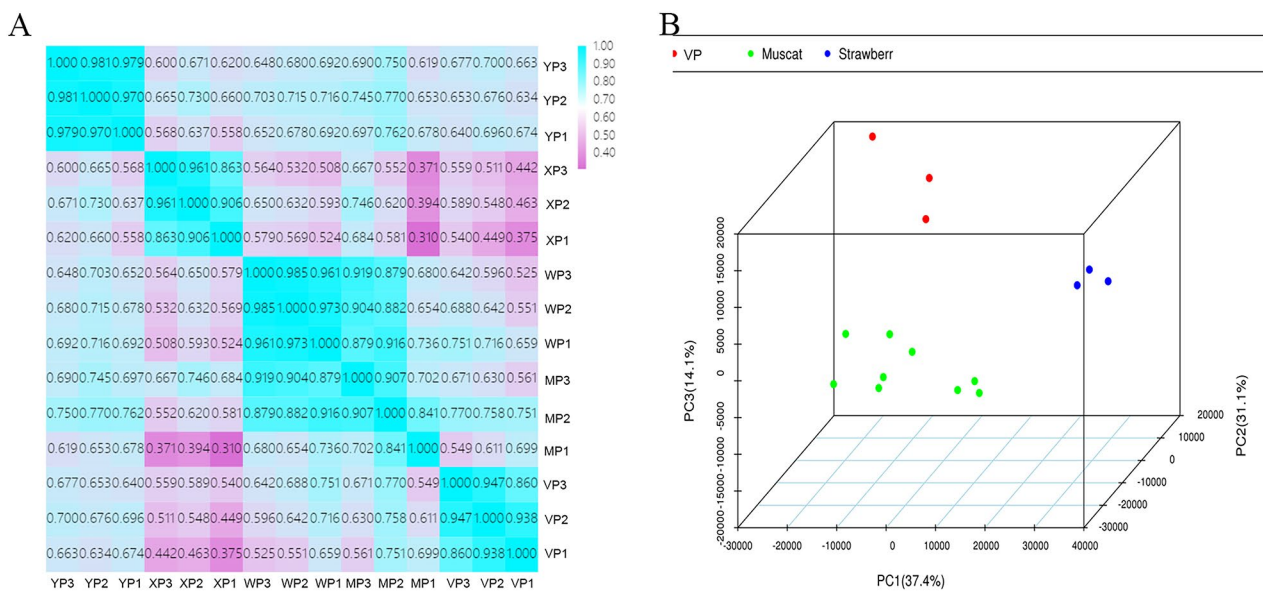 A
1.000 0.981 0.979 0.600 0.671 0.620 0.648 0.680 0.692 0.690 0.750 0.619 0.677 0.700 0.663 YP3
0.981 1.000 0.970 0.665 0.730 0.660 0.703 0.715 0.716 0.745 0.770 0.653 0.653 0.676 0.634 YP2
0.979 0.970 1.000 0.568 0.637 0.558 0.652 0.678 0.692 0.697 0.762 0.678 0.640 0.696 0.674 YP1
0.600 0.665 0.568 1.000 0.961 0.863 0.564 0.532 0.508 0.667 0.552 0.371 0.559 0.511 0.442 XP3
0.671 0.730 0.637 0.961 1.000 0.906 0.650 0.632 0.593 0.746 0.620 0.394 0.589 0.548 0.463 XP2
0.620 0.660 0.558 0.863 0.906 1.000 0.579 0.569 0.524 0.684 0.581 0.310 0.540 0.449 0.375 XP1
0.648 0.703 0.652 0.564 0.650 0.579 1.000 0.985 0.961 0.919 0.879 0.680 0.642 0.596 0.525 WP3
0.680 0.715 0.678 0.532 0.632 0.569 0.985 1.000 0.973 0.904 0.882 0.654 0.688 0.642 0.551 WP2
0.692 0.716 0.692 0.508 0.593 0.524 0.961 0.973 1.000 0.879 0.916 0.736 0.751 0.716 0.659 WP1
0.690 0.745 0.697 0.667 0.746 0.684 0.919 0.904 0.879 1.000 0.907 0.702 0.671 0.630 0.561 MP3
0.750 0.770 0.762 0.552 0.620 0.581 0.879 0.882 0.916 0.907 1.000 0.841 0.770 0.758 0.751 MP2
0.619 0.653 0.678 0.371 0.394 0.310 0.680 0.654 0.736 0.702 0.841 1.000 0.549 0.611 0.699 MP1
0.677 0.653 0.640 0.559 0.589 0.540 0.642 0.688 0.751 0.671 0.770 0.549 1.000 0.947 0.860 VP3
0.700 0.676 0.696 0.511 0.548 0.449 0.596 0.642 0.716 0.630 0.758 0.611 0.947 1.000 0.938 VP2
0.663 0.634 0.674 0.442 0.463 0.375 0.525 0.551 0.659 0.561 0.751 0.699 0.860 0.938 1.000 VP1
YP3 YP2 YP1 XP3 XP2 XP1 WP3 WP2 WP1 MP3 MP2 MP1 VP3 VP2 VP1
1.00
0.90
0.80
0.70
0.60
0.50
0.40
B
VP Muscat Strawberr
PC3(14.1%)
20000
15000
10000
5000
0
-5000
-10000
-15000
-20000
-30000 -20000 -10000 0 10000 20000 30000 40000
PC1(37.4%)
20000
10000
0
-10000
-20000
-30000
PC2(31.1%)